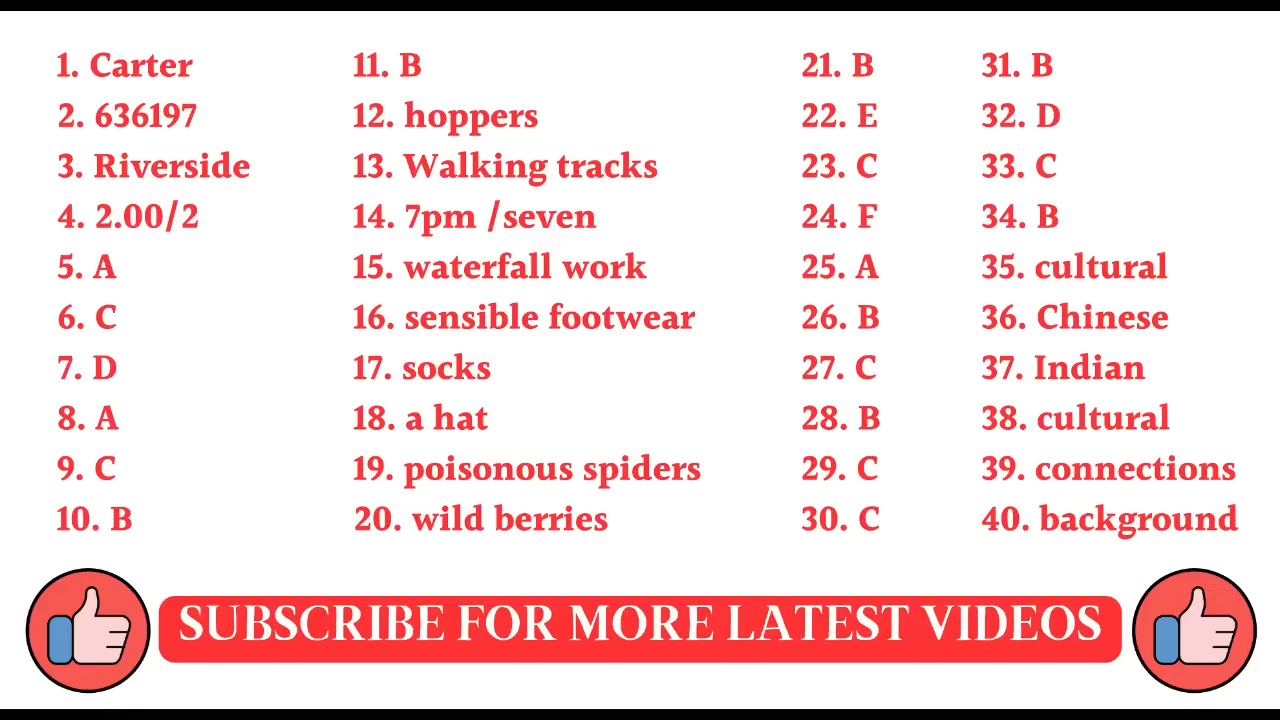 1. Carter
2. 636197
3. Riverside
4. 2.00/2
5. A
6. C
7. D
8. A
9. C
10. B
11. B
12. hoppers
13. Walking tracks
14. 7pm /seven
15. waterfall work
16. sensible footwear
17. socks
18. a hat
19. poisonous spiders
20. wild berries
21. B
22. E
23. C
24. F
25. A
26. B
27. C
28. B
29. C
30. C
31. B
32. D
33. C
34. B
35. cultural
36. Chinese
37. Indian
38. cultural
39. connections
40. background
SUBSCRIBE FOR MORE LATEST VIDEOS